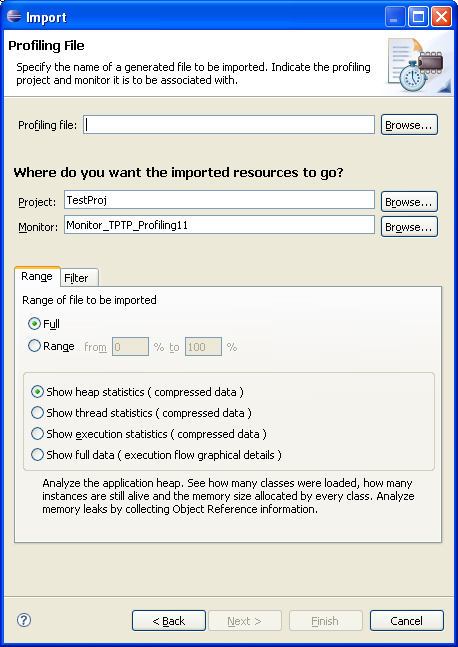 Import
Profiling File
Specify the name of a generated file to be imported. Indicate the profiling
project and monitor it is to be associated with.
Profiling file:
Browse...
Where do you want the imported resources to go?
Project: TestProj Browse...
Monitor: Monitor_TPTP_Profiling11 Browse...
Range Filter
Range of file to be imported
Full
Range from 0 % to 100 %
Show heap statistics ( compressed data )
Show thread statistics ( compressed data )
Show execution statistics ( compressed data )
Show full data ( execution flow graphical details )
Analyze the application heap. See how many classes were loaded, how many
instances are still alive and the memory size allocated by every class. Analyze
memory leaks by collecting Object Reference information.
? < Back Next > Finish Cancel